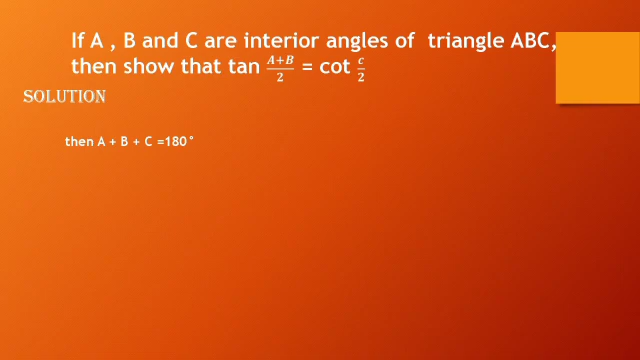 If A , B and C are interior angles of triangle ABC,
then show that tan (A+B)/2 = cot c/2
SOLUTION
then A + B + C =180°